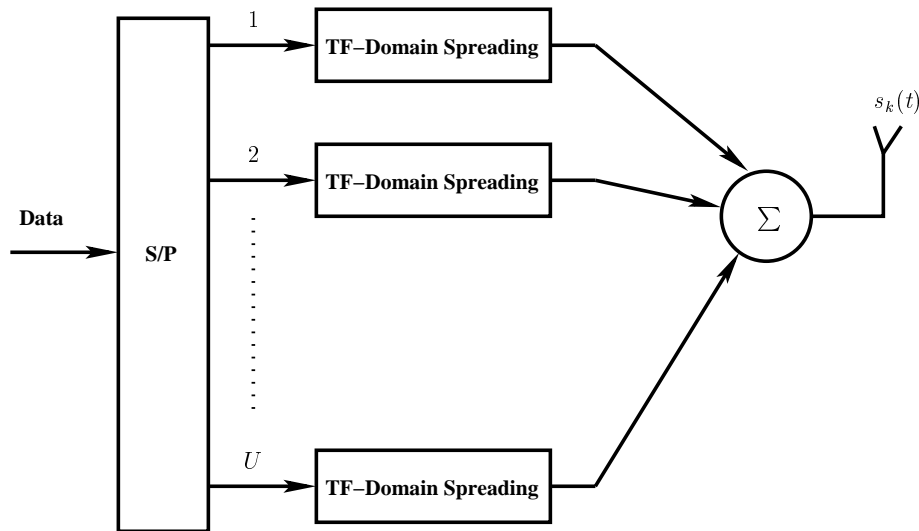 1
TF−Domain Spreading
s_k(t)
2
TF−Domain Spreading
Data
Σ
S/P
U
TF−Domain Spreading